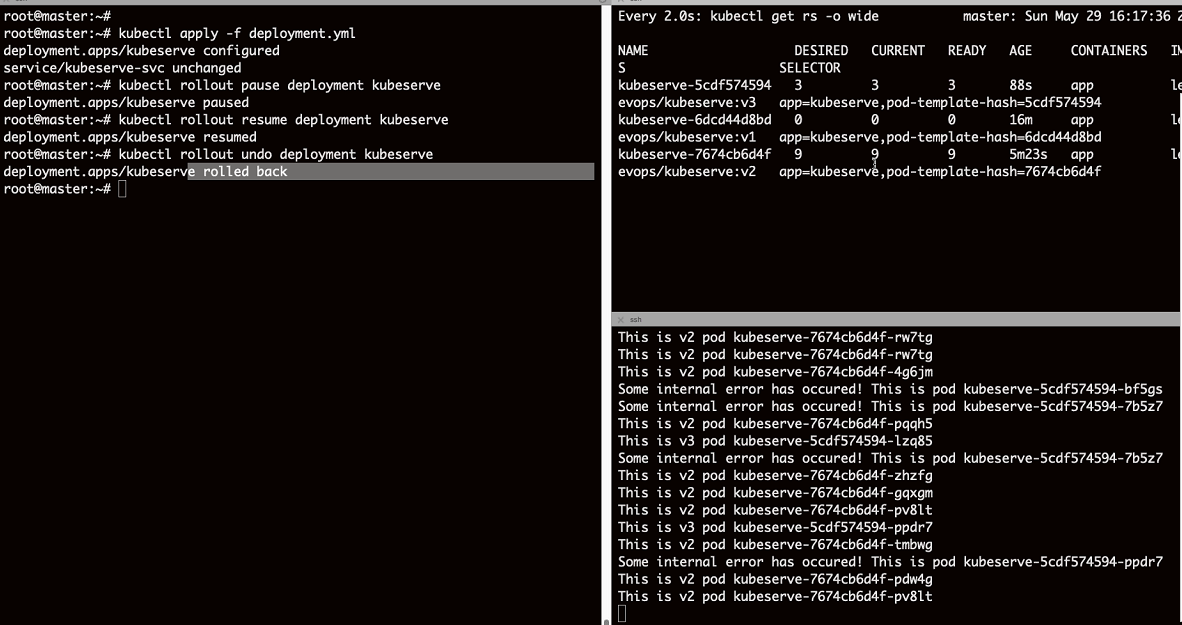 root@master:~#
root@master:~# kubectl apply -f deployment.yml
deployment.apps/kubeserve configured
service/kubeserve-svc unchanged
root@master:~# kubectl rollout pause deployment kubeserve
deployment.apps/kubeserve paused
root@master:~# kubectl rollout resume deployment kubeserve
deployment.apps/kubeserve resumed
root@master:~# kubectl rollout undo deployment kubeserve
deployment.apps/kubeserve rolled back
root@master:~#
Every 2.0s: kubectl get rs -o wide master: Sun May 29 16:17:36 2
NAME DESIRED CURRENT READY AGE CONTAINERS IM
S SELECTOR
kubeserve-5cdf574594 3 3 3 88s app le
evops/kubeserve:v3 app=kubeserve,pod-template-hash=5cdf574594
kubeserve-6dcd44d8bd 0 0 0 16m app le
evops/kubeserve:v1 app=kubeserve,pod-template-hash=6dcd44d8bd
kubeserve-7674cb6d4f 9 9 9 5m23s app le
evops/kubeserve:v2 app=kubeserve,pod-template-hash=7674cb6d4f
ssh
This is v2 pod kubeserve-7674cb6d4f-rw7tg
This is v2 pod kubeserve-7674cb6d4f-rw7tg
This is v2 pod kubeserve-7674cb6d4f-4g6jm
Some internal error has occured! This is pod kubeserve-5cdf574594-bf5gs
Some internal error has occured! This is pod kubeserve-5cdf574594-7b5z7
This is v2 pod kubeserve-7674cb6d4f-pqqh5
This is v3 pod kubeserve-5cdf574594-lzq85
Some internal error has occured! This is pod kubeserve-5cdf574594-7b5z7
This is v2 pod kubeserve-7674cb6d4f-zhzfg
This is v2 pod kubeserve-7674cb6d4f-gqxgm
This is v2 pod kubeserve-7674cb6d4f-pv8lt
This is v3 pod kubeserve-5cdf574594-ppdr7
This is v2 pod kubeserve-7674cb6d4f-tmbwg
Some internal error has occured! This is pod kubeserve-5cdf574594-ppdr7
This is v2 pod kubeserve-7674cb6d4f-pdw4g
This is v2 pod kubeserve-7674cb6d4f-pv8lt